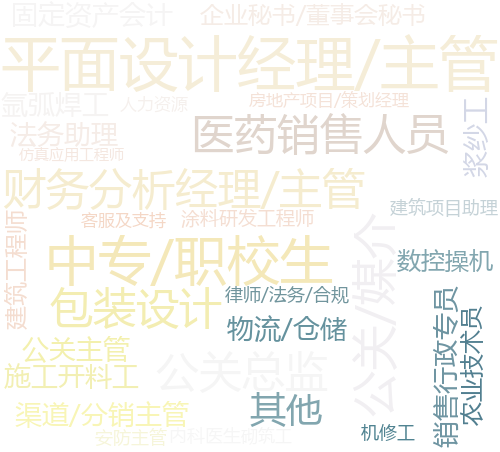 固定资产会计
企业秘书/董事会秘书
平面设计经理/主管
氩弧焊工
人力资源
房地产项目/策划经理
浆纱工
法务助理
医药销售人员
仿真应用工程师
财务分析经理/主管
建筑项目助理
建筑工程师
客服及支持
涂料研发工程师
公关/媒介
中专/职校生
数控操机
包装设计
律师/法务/合规
销售行政专员
农业技术员
物流/仓储
公关主管
公关总监
施工开料工
其他
渠道/分销主管
机修工
安防主管
内科医生
砌筑工